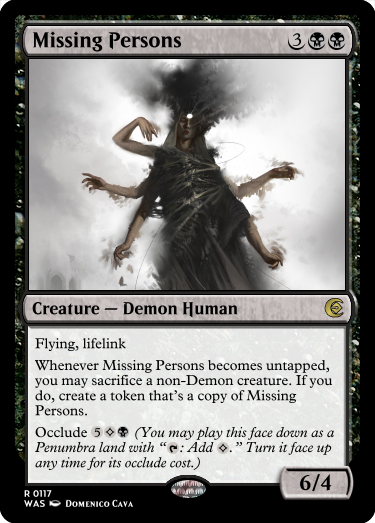 Missing Persons 3
Creature — Demon Human
Flying, lifelink
Whenever Missing Persons becomes untapped,
you may sacrifice a non-Demon creature. If you
do, create a token that's a copy of Missing
Persons.
Occlude 5 (You may play this face down as a
Penumbra land with “: Add .” Turn it face up
any time for its occlude cost.)
6/4
R 0117
WAS Domenico Cava